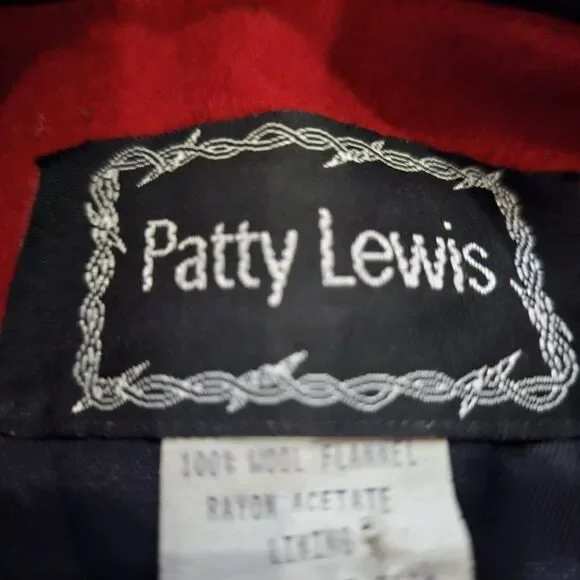 Patty Lewis
100% WOOL FLANNEL
RAYON ACETATE
LINING